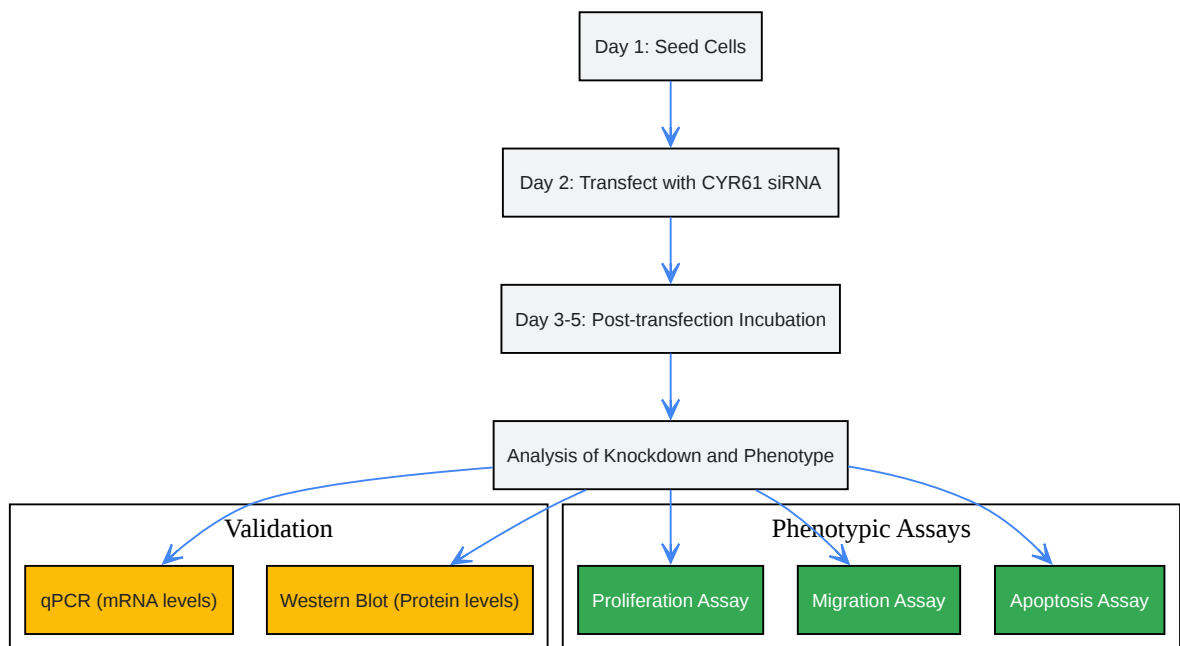 Day 1: Seed Cells
Day 2: Transfect with CYR61 siRNA
Day 3-5: Post-transfection Incubation
Analysis of Knockdown and Phenotype
Validation
Phenotypic Assays
qPCR (mRNA levels)
Western Blot (Protein levels)
Proliferation Assay
Migration Assay
Apoptosis Assay